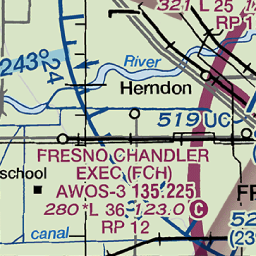 321 L 25
RP 1
243°
24
River
Herndon
519 UC
FRESNO CHANDLER
EXEC (FCH)
school
AWOS-3 135.225
280 *L 36 123.0 C
FR
RP 12
52
canal
(23